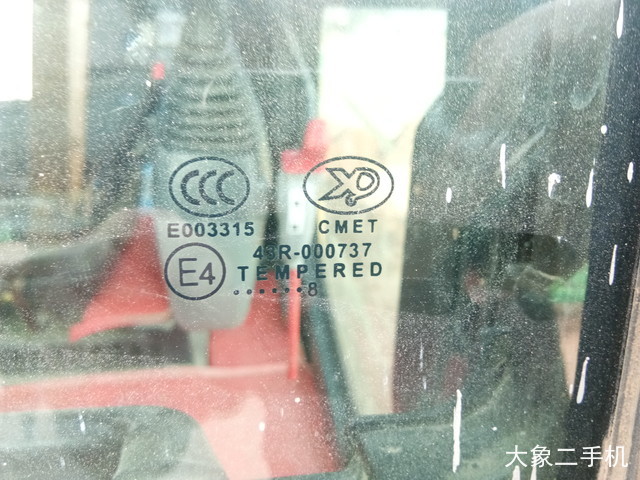 CCC
E003315 CMET
E4 43R-000737
TEMPERED
......8
大象二手机